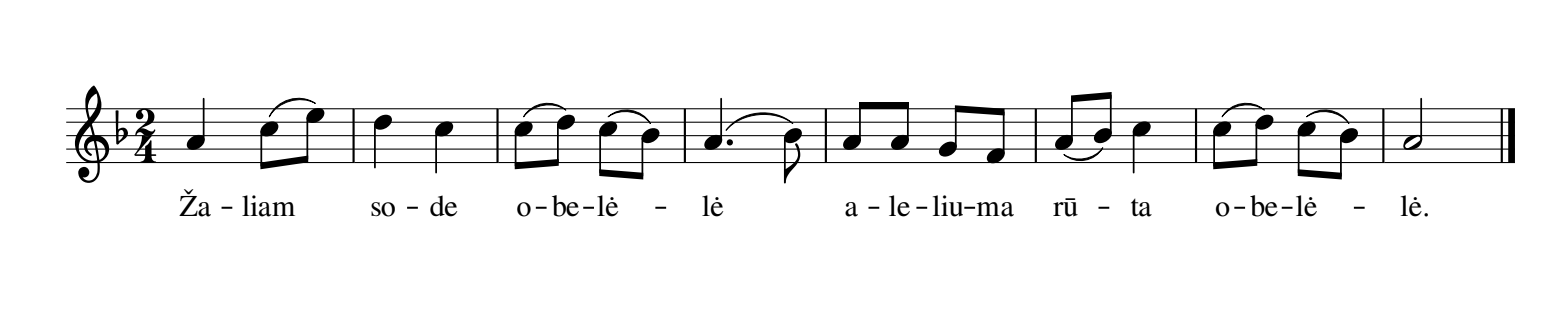 Ža – liam so – de o – be – lė – lė a – le – liu – ma rū – ta o – be – lė – lė.